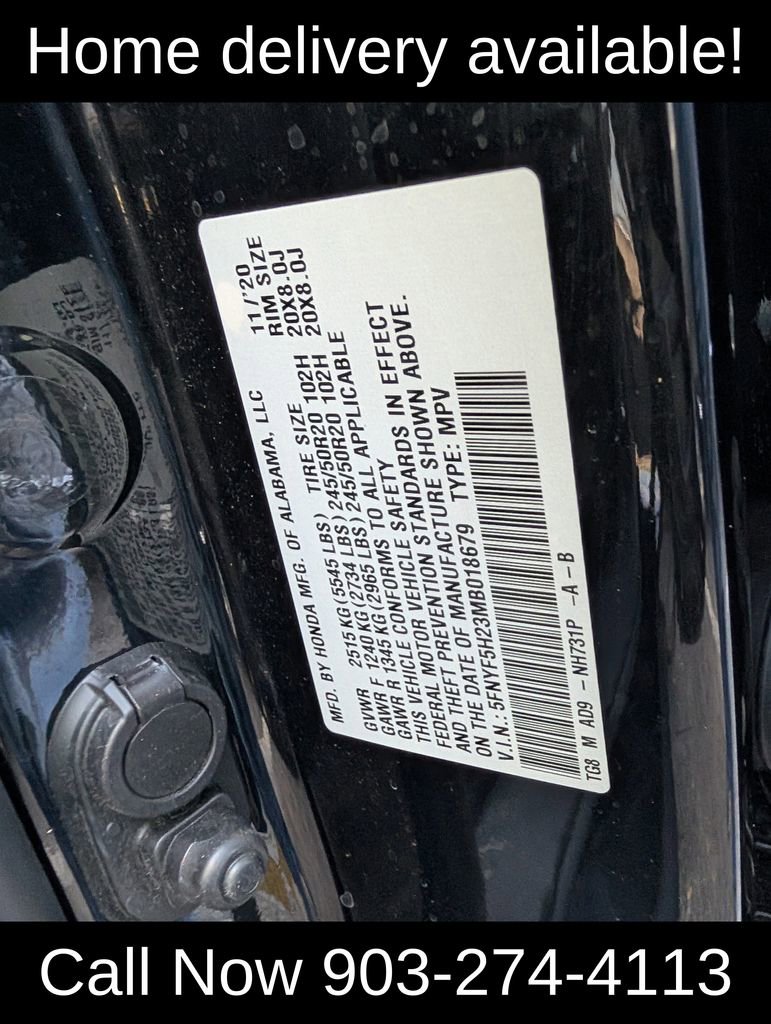 Home delivery available!
MFD. BY HONDA MFG. OF ALABAMA, LLC 11/'20
TIRE SIZE RIM SIZE
GVWR 2515 KG (5545 LBS)
GAWR F 1240 KG (2734 LBS) 245/50R20 102H 20X8.0J
GAWR R 1345 KG (2965 LBS) 245/50R20 102H 20X8.0J
THIS VEHICLE CONFORMS TO ALL APPLICABLE
FEDERAL MOTOR VEHICLE SAFETY
AND THEFT PREVENTION STANDARDS IN EFFECT
ON THE DATE OF MANUFACTURE SHOWN ABOVE.
V.I.N.: 5FNYF5H23MB018679 TYPE: MPV
TG8 M AD9 - NH731P -A - B
Call Now 903-274-4113